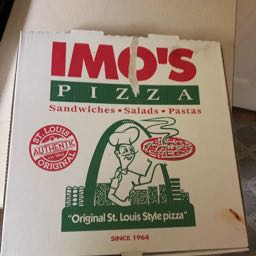 IMO'S
PIZZA
Sandwiches • Salads • Pastas
ST. LOUIS
AUTHENTIC
ORIGINAL
"Original St. Louis Style pizza"
SINCE 1964